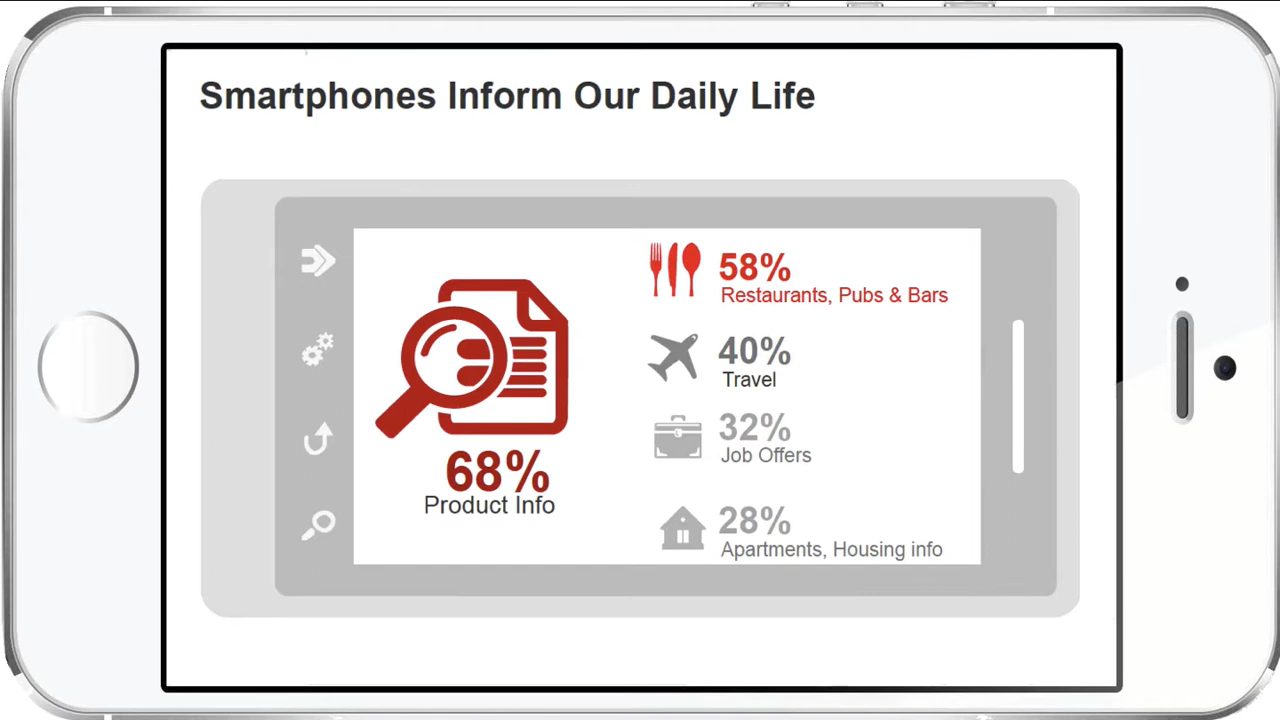 Smartphones Inform Our Daily Life
68%
Product Info
58%
Restaurants, Pubs & Bars
40%
Travel
32%
Job Offers
28%
Apartments, Housing info